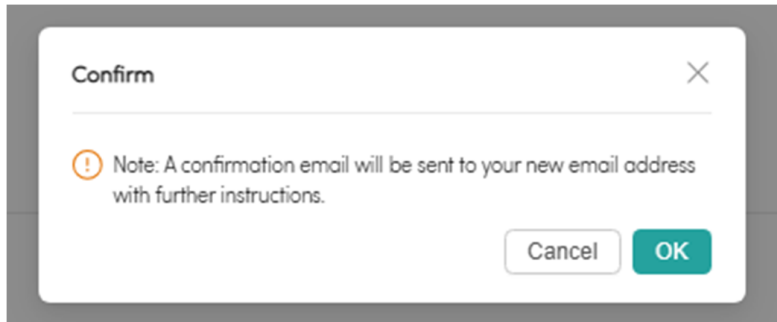 Confirm
Note: A confirmation email will be sent to your new email address
with further instructions.
Cancel OK